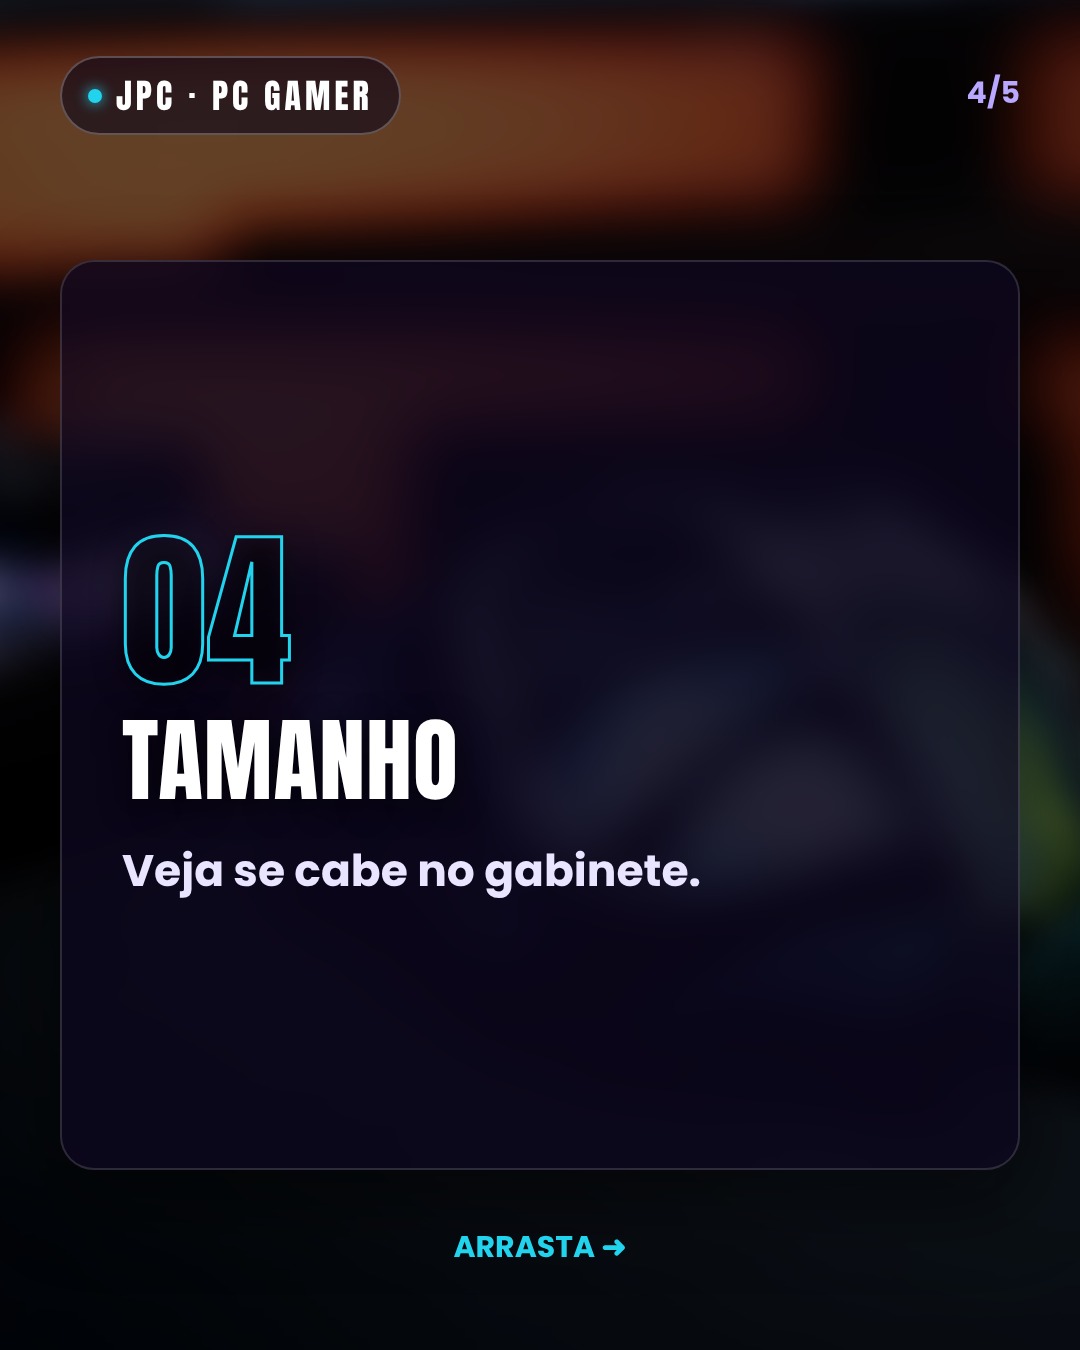 JPC · PC GAMER
4/5
04
TAMANHO
Veja se cabe no gabinete.
ARRASTA ➜